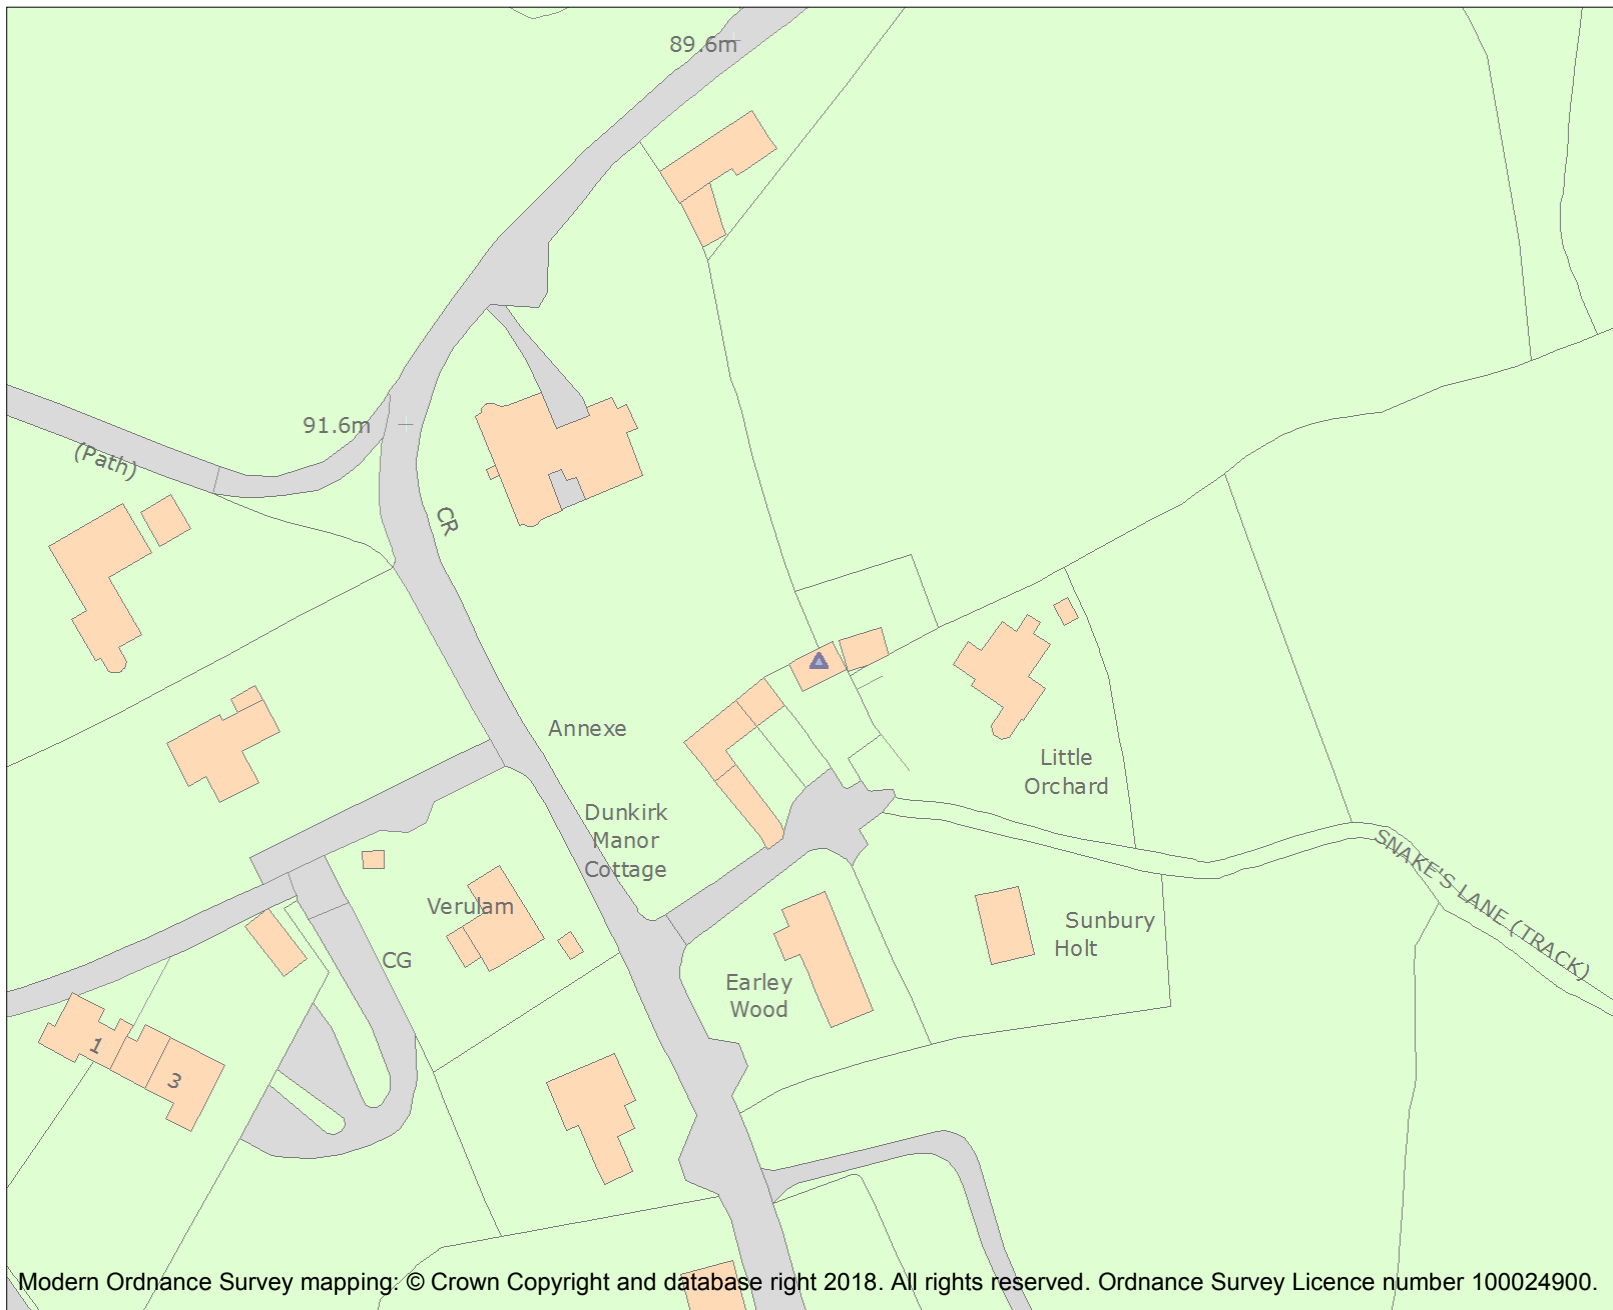 89.6m
91.6m
(Path)
CR
Annexe
Little
Orchard
Dunkirk
Manor
Cottage
SNAKE'S LANE (TRACK)
Verulam
Sunbury
Holt
CG
Earley
Wood
1
3
Modern Ordnance Survey mapping: © Crown Copyright and database right 2018. All rights reserved. Ordnance Survey Licence number 100024900.